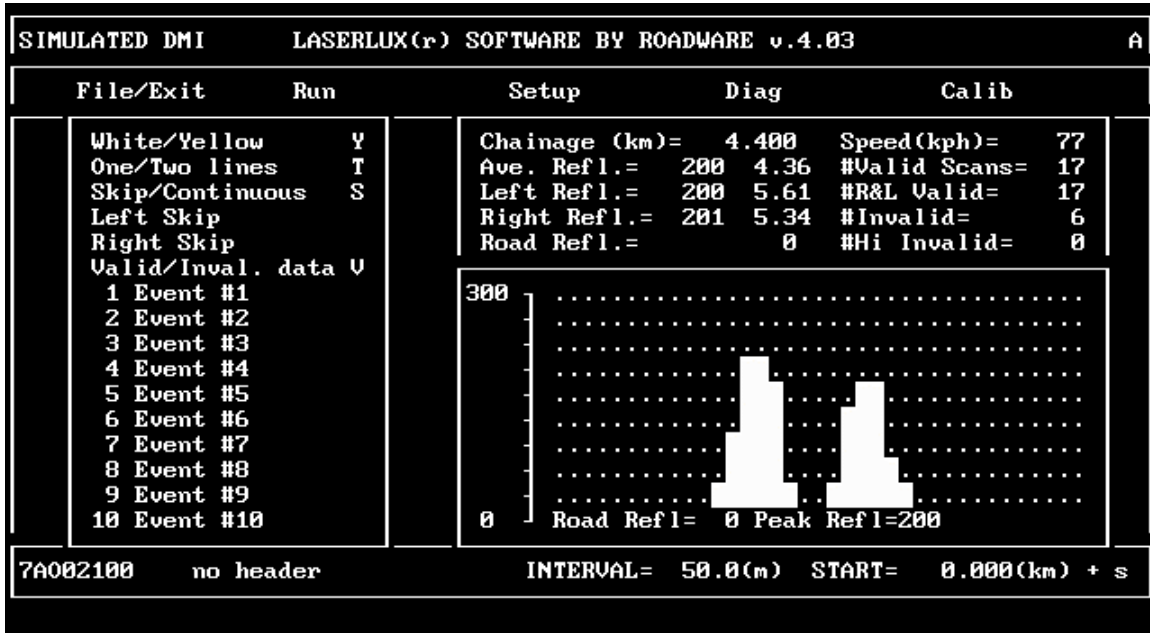 SIMULATED DMI LASERLUX(r) SOFTWARE BY ROADWARE v.4.03 A
File/Exit Run Setup Diag Calib
White/Yellow Y
One/Two lines T
Skip/Continuous S
Left Skip
Right Skip
Valid/Inval. data V
1 Event #1
2 Event #2
3 Event #3
4 Event #4
5 Event #5
6 Event #6
7 Event #7
8 Event #8
9 Event #9
10 Event #10
Chainage (km)= 4.400 Speed(kph)= 77
Ave. Refl.= 200 4.36 #Valid Scans= 17
Left Refl.= 200 5.61 #R&L Valid= 17
Right Refl.= 201 5.34 #Invalid= 6
Road Refl.= 0 #Hi Invalid= 0
300
0 Road Refl= 0 Peak Refl=200
7A002100 no header INTERVAL= 50.0(m) START= 0.000(km) + s